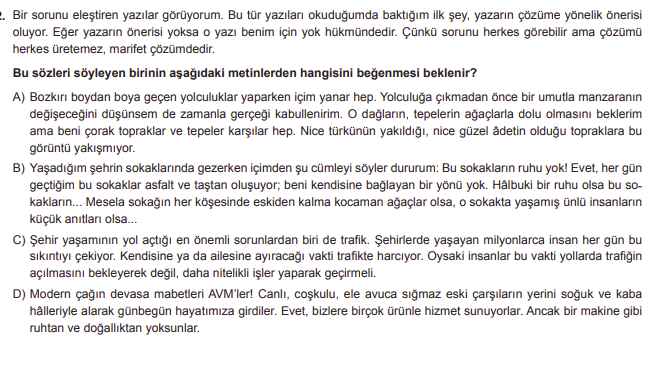 2. Bir sorunu eleştiren yazılar görüyorum. Bu tür yazıları okuduğumda baktığım ilk şey, yazarın çözüme yönelik önerisi
oluyor. Eğer yazarın önerisi yoksa o yazı benim için yok hükmündedir. Çünkü sorunu herkes görebilir ama çözümü
herkes üretemez, marifet çözümdedir.
Bu sözleri söyleyen birinin aşağıdaki metinlerden hangisini beğenmesi beklenir?
A) Bozkırı boydan boya geçen yolculuklar yaparken içim yanar hep. Yolculuğa çıkmadan önce bir umutla manzaranın
değişeceğini düşünsem de zamanla gerçeği kabullenirim. O dağların, tepelerin ağaçlarla dolu olmasını beklerim
ama beni çorak topraklar ve tepeler karşılar hep. Nice türkünün yakıldığı, nice güzel âdetin olduğu topraklara bu
görüntü yakışmıyor.
B) Yaşadığım şehrin sokaklarında gezerken içimden şu cümleyi söyler dururum: Bu sokakların ruhu yok! Evet, her gün
geçtiğim bu sokaklar asfalt ve taştan oluşuyor; beni kendisine bağlayan bir yönü yok. Hâlbuki bir ruhu olsa bu so-
kakların... Mesela sokağın her köşesinde eskiden kalma kocaman ağaçlar olsa, o sokakta yaşamış ünlü insanların
küçük anıtları olsa...
C) Şehir yaşamının yol açtığı en önemli sorunlardan biri de trafik. Şehirlerde yaşayan milyonlarca insan her gün bu
sıkıntıyı çekiyor. Kendisine ya da ailesine ayıracağı vakti trafikte harcıyor. Oysaki insanlar bu vakti yollarda trafiğin
açılmasını bekleyerek değil, daha nitelikli işler yaparak geçirmeli.
D) Modern çağın devasa mabetleri AVM'ler! Canlı, coşkulu, ele avuca sığmaz eski çarşıların yerini soğuk ve kaba
hâlleriyle alarak günbegün hayatımıza girdiler. Evet, bizlere birçok ürünle hizmet sunuyorlar. Ancak bir makine gibi
ruhtan ve doğallıktan yoksunlar.